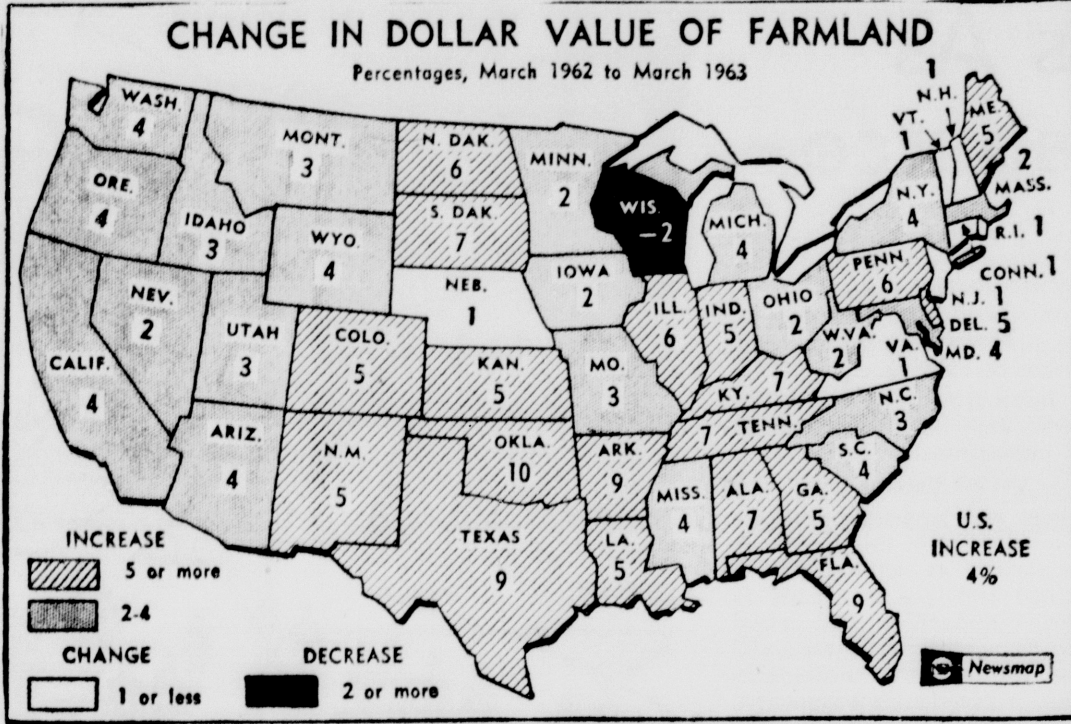 CHANGE IN DOLLAR VALUE OF FARMLAND
Percentages, March 1962 to March 1963
WASH.
4
ORE.
4
CALIF.
4
NEV.
2
IDAHO
3
MONT.
3
WYO.
4
UTAH
3
ARIZ.
4
COLO.
5
N.M.
5
N. DAK.
6
S. DAK.
7
NEB.
1
KAN.
5
OKLA.
10
TEXAS
9
MINN.
2
IOWA
2
MO.
3
ARK.
9
LA.
5
WIS.
-2
ILL.
6
MICH.
4
IND.
5
OHIO
2
KY. 7
7 TENN.
MISS.
4
ALA.
7
GA.
5
FLA.
9
S.C.
4
N.C.
3
VA.
1
W.VA.
2
PENN.
6
N.Y.
4
1
N.H.
VT.
1
ME.
5
2
MASS.
R.I. 1
CONN. 1
N.J. 1
DEL. 5
MD. 4
U.S.
INCREASE
4%
INCREASE
5 or more
2-4
CHANGE
1 or less
DECREASE
2 or more
Newsmap